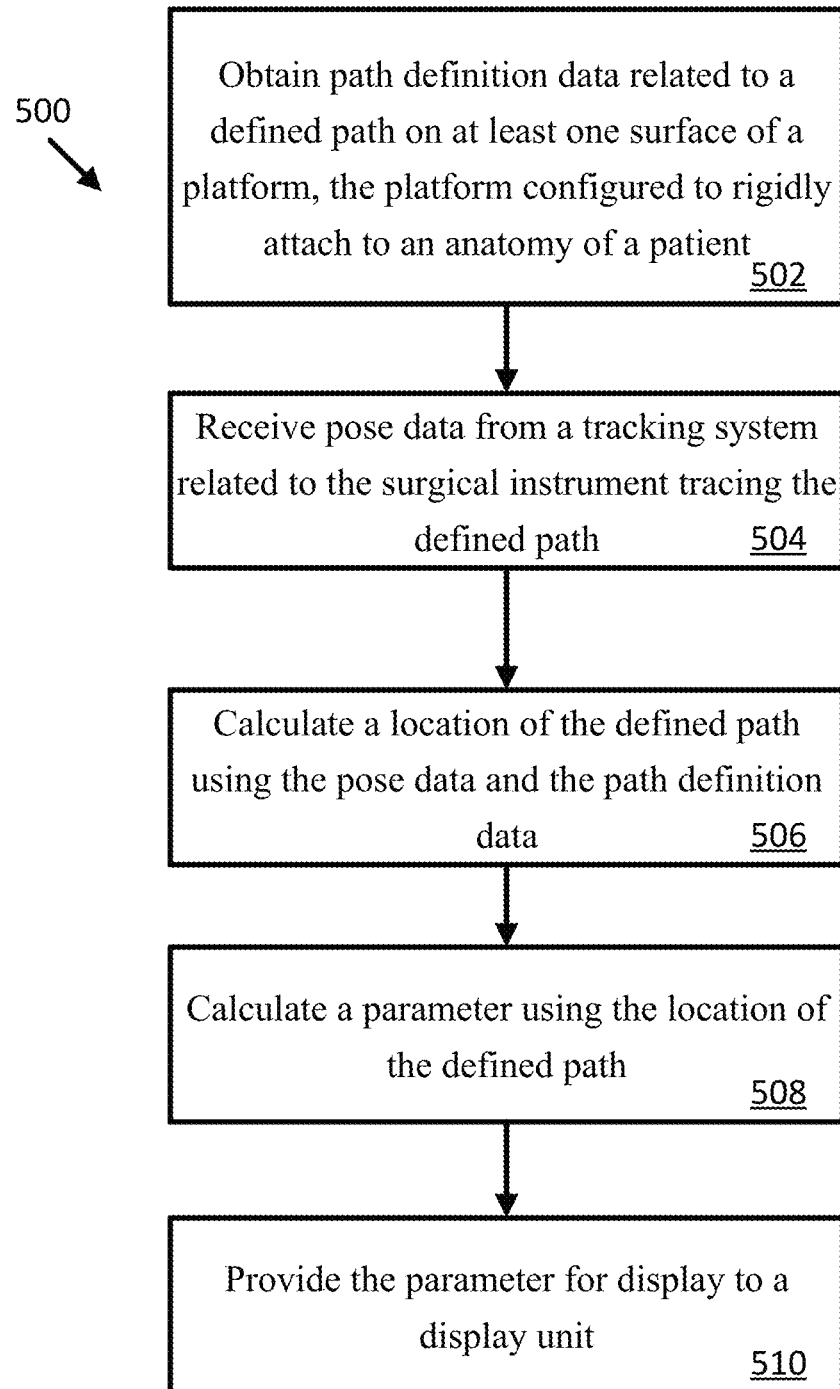 500
Obtain path definition data related to a
defined path on at least one surface of a
platform, the platform configured to rigidly
attach to an anatomy of a patient
502
Receive pose data from a tracking system
related to the surgical instrument tracing the
defined path 504
Calculate a location of the defined path
using the pose data and the path definition
data 506
Calculate a parameter using the location of
the defined path
508
Provide the parameter for display to a
display unit
510